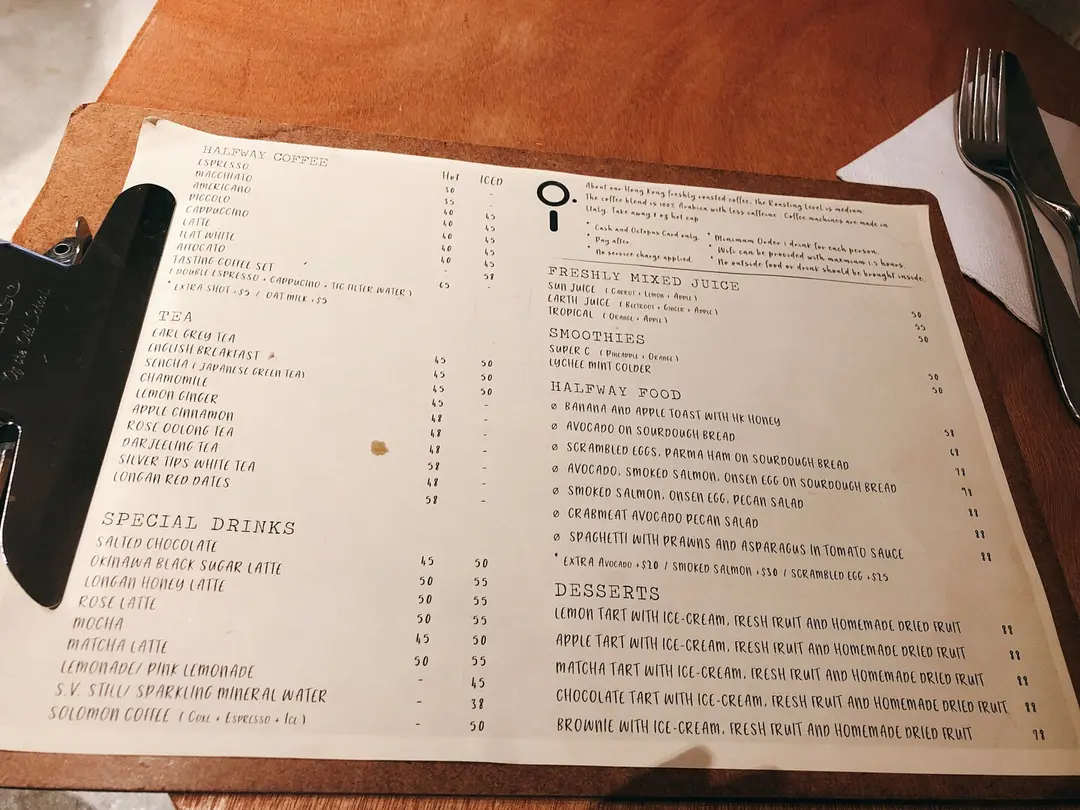 HALFWAY COFFEE
Hot ICED
ESPRESSO 30
MACCHIATO 35
AMERICANO 40 45
PICCOLO 40 45
CAPPUCINO 40 45
LATTE 40 45
FLAT WHITE 40 45
AVOCATO - 58
TASTING COFFEE SET 65 -
( DOUBLE ESPRESSO + CAPPUCINO + TFC FILTER WATER )
* EXTRA SHOT +$5 / OAT MILK +$5
TEA
EARL GREY TEA 45 50
ENGLISH BREAKFAST 45 50
SENCHA ( JAPANESE GREEN TEA) 45 50
CHAMOMILE 45 -
LEMON GINGER 48 -
APPLE CINNAMON 48 -
ROSE OOLONG TEA 48 -
DARJEELING TEA 58 -
SILVER TIPS WHITE TEA 48 -
LONGAN RED DATES 58 -
SPECIAL DRINKS
SALTED CHOCOLATE 45 50
OKINAWA BLACK SUGAR LATTE 50 55
LONGAN HONEY LATTE 50 55
ROSE LATTE 50 55
MOCHA 45 50
MATCHA LATTE 50 55
LEMONADE/ PINK LEMONADE - 45
S.V. STILL/ SPARKLING MINERAL WATER - 38
SOLOMON COFFEE ( COKE + ESPRESSO + ICE ) - 50
About our Hong Kong freshly roasted coffee, the Roasting Level is medium.
The coffee blend is 100% Arabica with less caffeine. Coffee machines are made in
Italy. Take away 8 oz hot cup
* Cash and Octopus Card only.
* Pay after
* No service charge applied.
* Minimum Order 1 drink for each person.
* Wifi can be provided with maximum 1.5 hours.
* No outside food or drink should be brought inside.
FRESHLY MIXED JUICE
SUN JUICE ( CARROT + LEMON + APPLE ) 50
EARTH JUICE ( BEETROOT + GINGER + APPLE ) 55
TROPICAL ( ORANGE + APPLE ) 50
SMOOTHIES
SUPER C ( PINEAPPLE + ORANGE ) 50
LYCHEE MINT COLDER 50
HALFWAY FOOD
Ø BANANA AND APPLE TOAST WITH HK HONEY 58
Ø AVOCADO ON SOURDOUGH BREAD 68
Ø SCRAMBLED EGGS, PARMA HAM ON SOURDOUGH BREAD 78
Ø AVOCADO, SMOKED SALMON, ONSEN EGG ON SOURDOUGH BREAD 78
Ø SMOKED SALMON, ONSEN EGG, PECAN SALAD 88
Ø CRABMEAT AVOCADO PECAN SALAD 88
Ø SPAGHETTI WITH PRAWNS AND ASPARAGUS IN TOMATO SAUCE 88
* EXTRA AVOCADO +$20 / SMOKED SALMON +$30 / SCRAMBLED EGG +$25
DESSERTS
LEMON TART WITH ICE-CREAM, FRESH FRUIT AND HOMEMADE DRIED FRUIT 88
APPLE TART WITH ICE-CREAM, FRESH FRUIT AND HOMEMADE DRIED FRUIT 88
MATCHA TART WITH ICE-CREAM, FRESH FRUIT AND HOMEMADE DRIED FRUIT 88
CHOCOLATE TART WITH ICE-CREAM, FRESH FRUIT AND HOMEMADE DRIED FRUIT 88
BROWNIE WITH ICE-CREAM, FRESH FRUIT AND HOMEMADE DRIED FRUIT 78